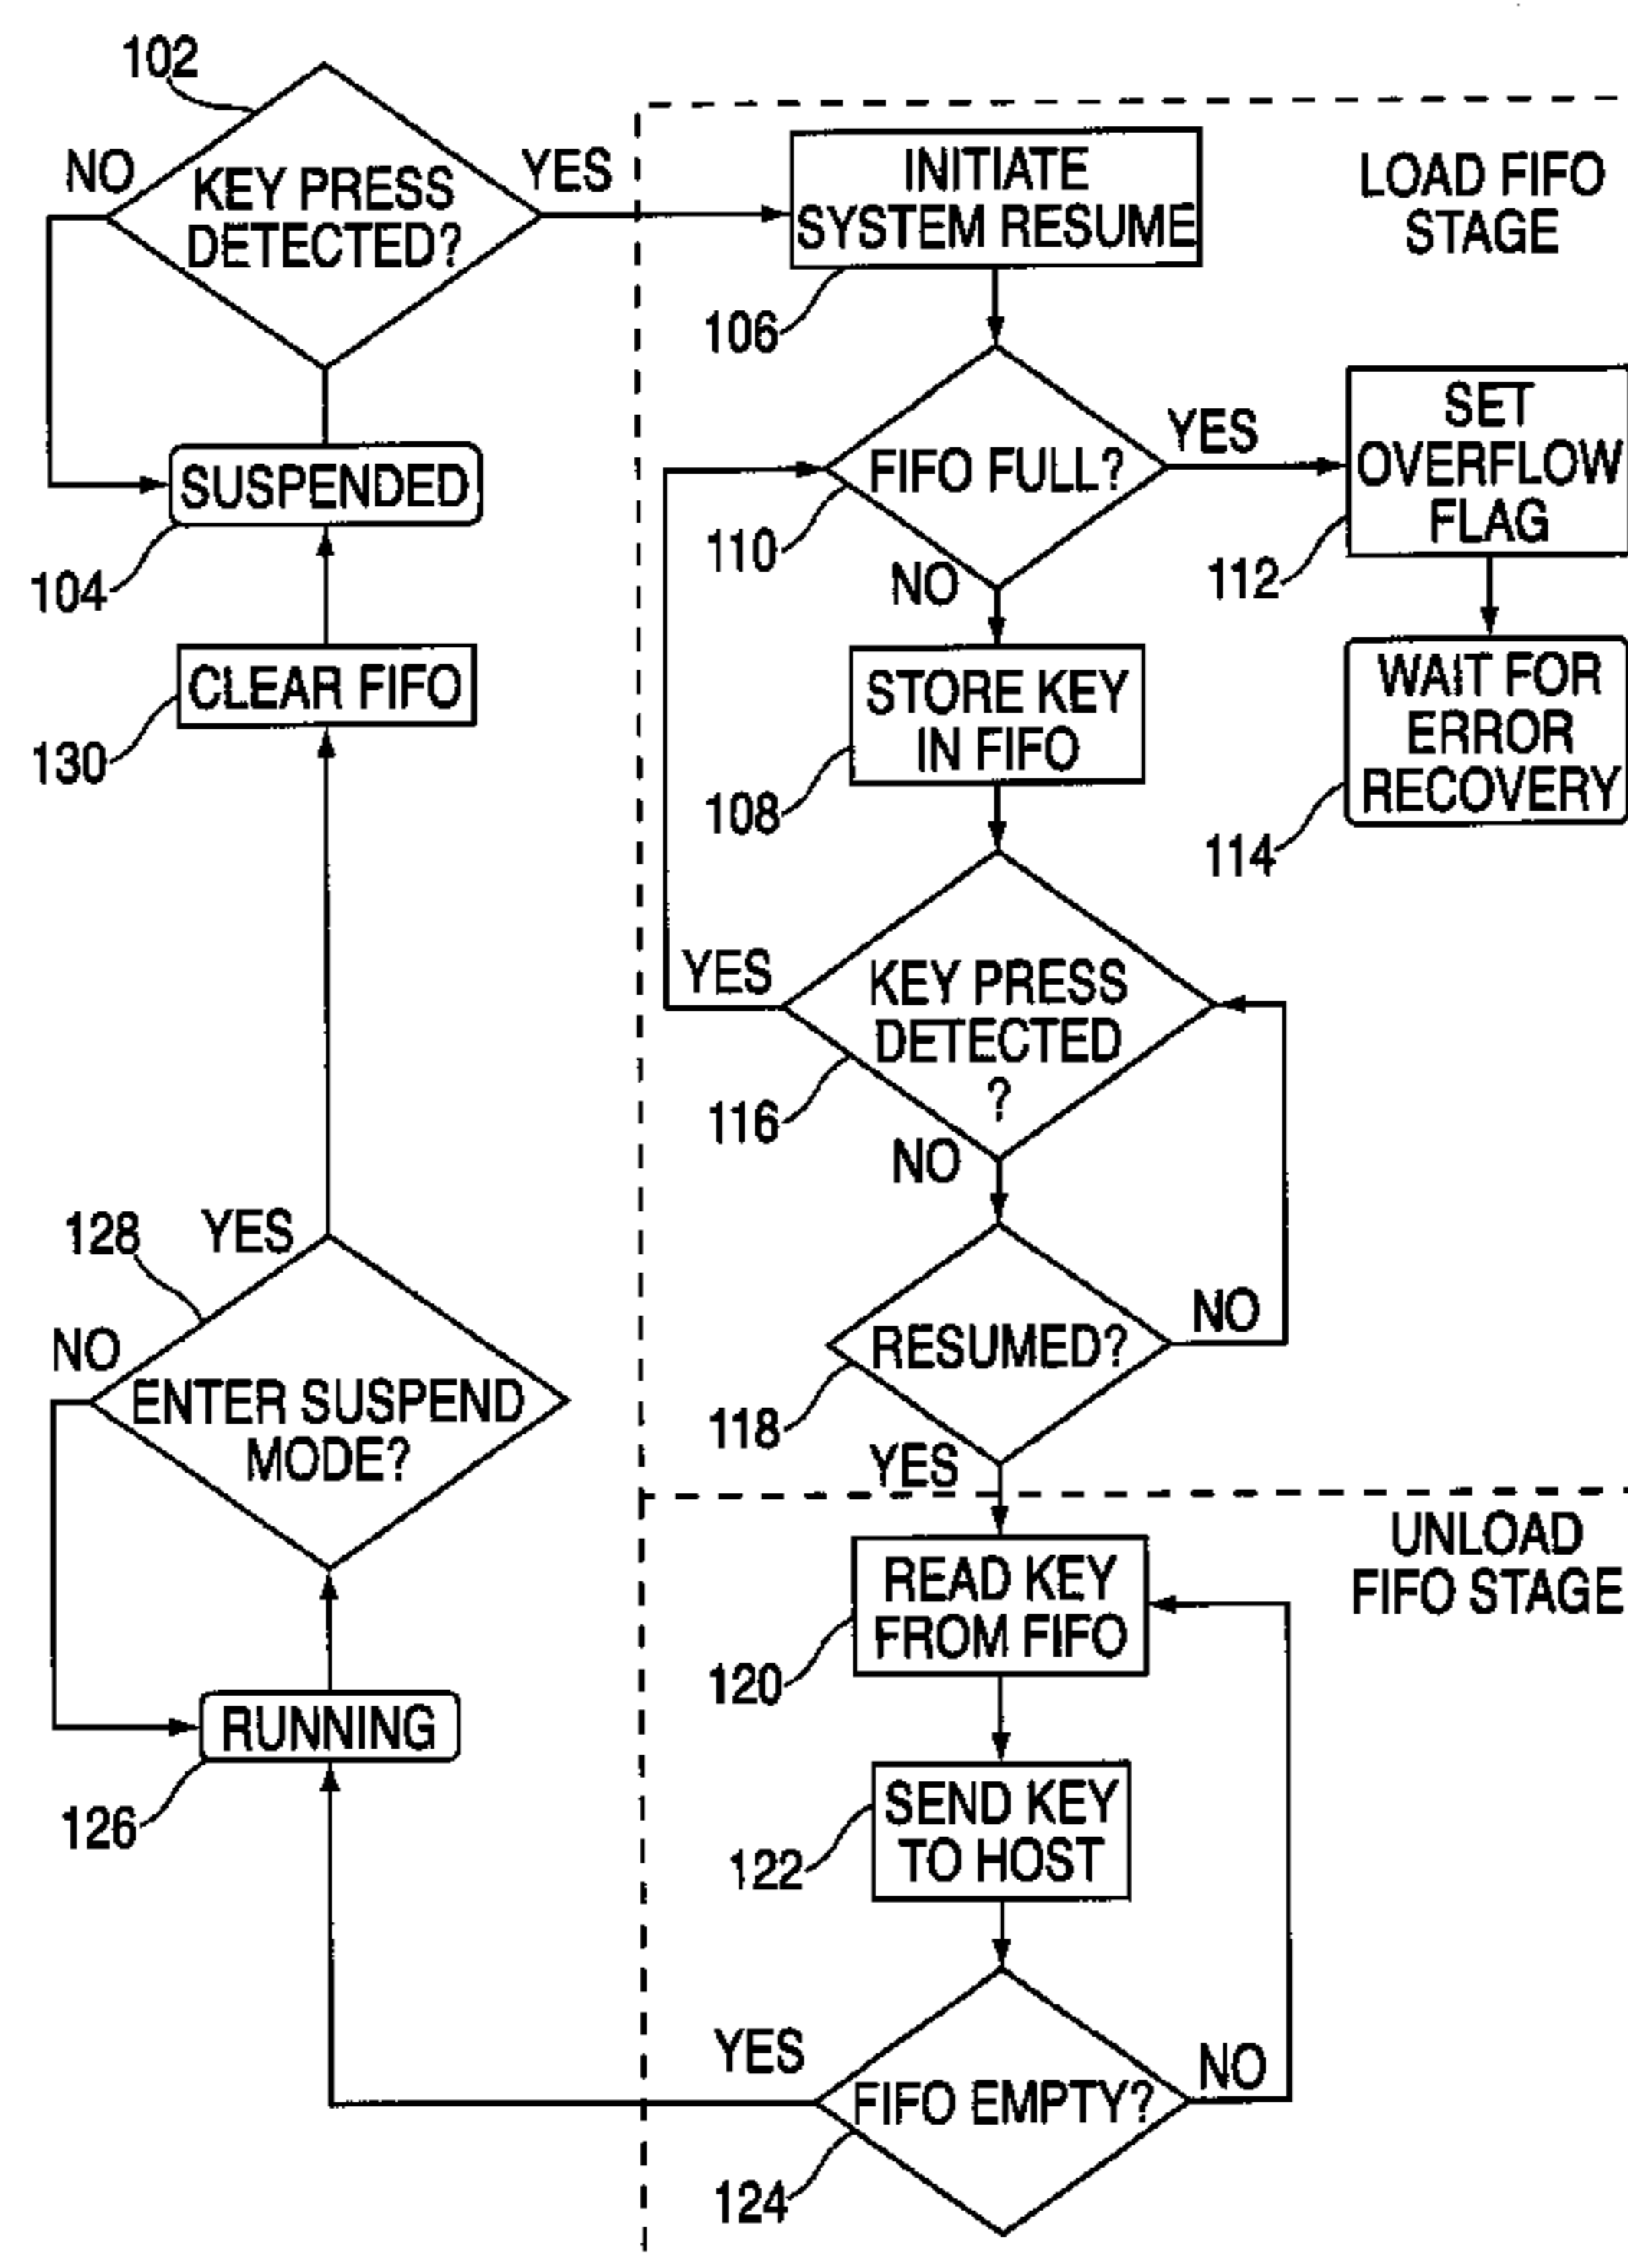 102
NO
KEY PRESS
DETECTED?
YES
INITIATE
SYSTEM RESUME
LOAD FIFO
STAGE
106
SUSPENDED
104
FIFO FULL?
YES
110
NO
SET
OVERFLOW
FLAG
112
CLEAR FIFO
130
STORE KEY
IN FIFO
108
WAIT FOR
ERROR
RECOVERY
114
YES
KEY PRESS
DETECTED
?
116
NO
128
YES
NO
ENTER SUSPEND
MODE?
RESUMED?
NO
118
YES
UNLOAD
FIFO STAGE
READ KEY
FROM FIFO
120
RUNNING
126
SEND KEY
TO HOST
122
YES
FIFO EMPTY?
NO
124